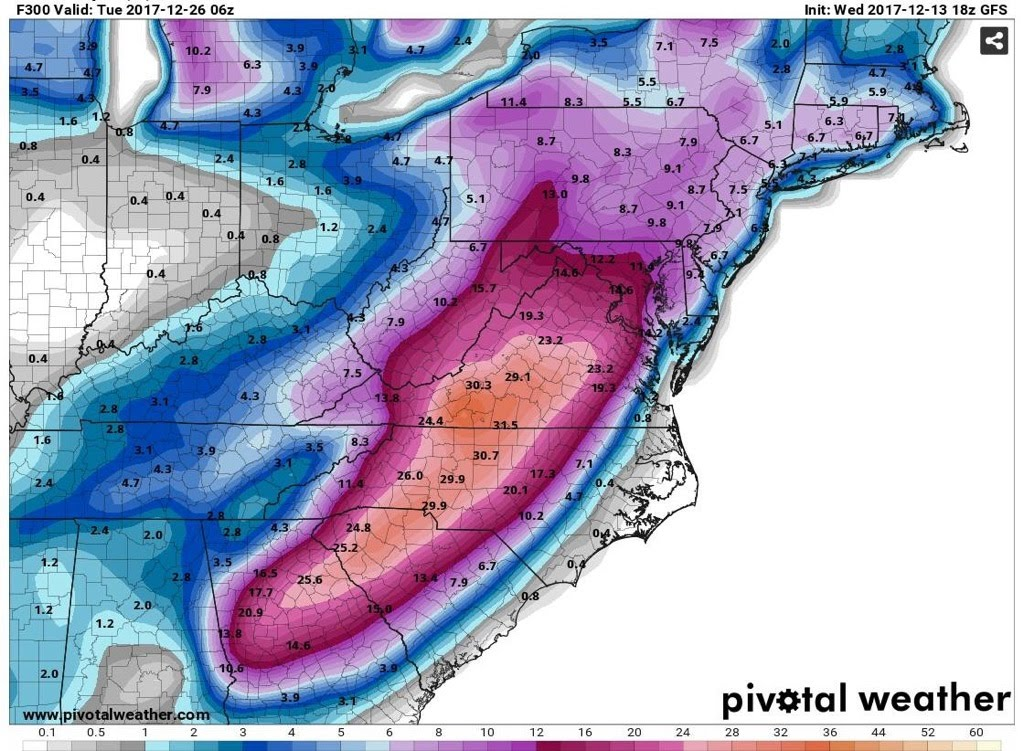 F300 Valid: Tue 2017-12-26 06z Init: Wed 2017-12-13 18z GFS
3.9 10.2 3.9 3.1 4.7 2.4 3.5 7.1 7.5 2.0 2.8
4.7 4.7 6.3 3.9 2.0 2.8 4.7
3.5 4.3 7.9 4.3 2.0 5.5 5.9
1.6 1.2 4.3 11.4 8.3 5.5 6.7 5.9
0.8 4.7 2.4 4.7 5.1 6.3
0.8 8.7 7.9 6.7 6.7 6.7
0.4 2.4 2.8 4.7 4.7 8.3 9.1 6.3
1.6 1.6 3.9 9.8 8.7 7.5 4.3
0.4 0.4 0.4 5.1 13.0
0.4 1.2 2.4 4.7 8.7 9.1 9.8 7.9
0.4 0.8 6.7 9.8 6.7
0.4 0.8 4.3 15.7 14.6 12.2 9.4
10.2 19.3
0.4 1.6 2.8 3.1 4.3 7.9 23.2 2.4
0.4 2.8 7.5 30.3 29.1 23.2
1.6 2.8 3.1 4.3 13.8 24.4 31.5 0.8
1.6 2.8 3.1 3.9 3.5 8.3 30.7
2.4 4.7 4.3 3.1 11.4 26.0 29.9 17.3 7.1 0.4
2.8 29.9 20.1 4.7
2.4 2.0 2.8 4.3 24.8 10.2 0.4
1.2 2.8 3.5 16.5 25.2 6.7 0.4
1.2 2.0 17.7 25.6 13.4 7.9 0.8
1.2 20.9 15.0
13.8 14.6
2.0 10.6 3.9
3.9 3.1
www.pivotalweather.com
pivotal weather
0.1 0.5 1 2 3 4 5 6 8 10 12 16 20 24 28 32 36 44 52 60